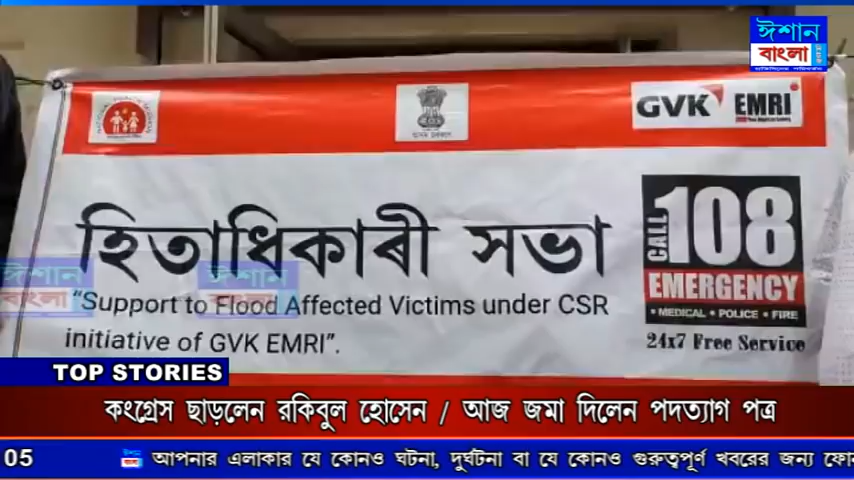 ঈশান
বাংলা
GVK EMRI
হিতাধিকাৰী সভা
"Support to Flood Affected Victims under CSR
initiative of GVK EMRI".
CALL 108
EMERGENCY
• MEDICAL • POLICE • FIRE
24x7 Free Service
ঈশান
বাংলা
ঈশান
বাংলা
TOP STORIES
কংগ্রেস ছাড়লেন রকিবুল হোসেন / আজ জমা দিলেন পদত্যাগ পত্র
05
আপনার এলাকার যে কোনও ঘটনা, দুর্ঘটনা বা যে কোনও গুরুত্বপূর্ণ খবরের জন্য